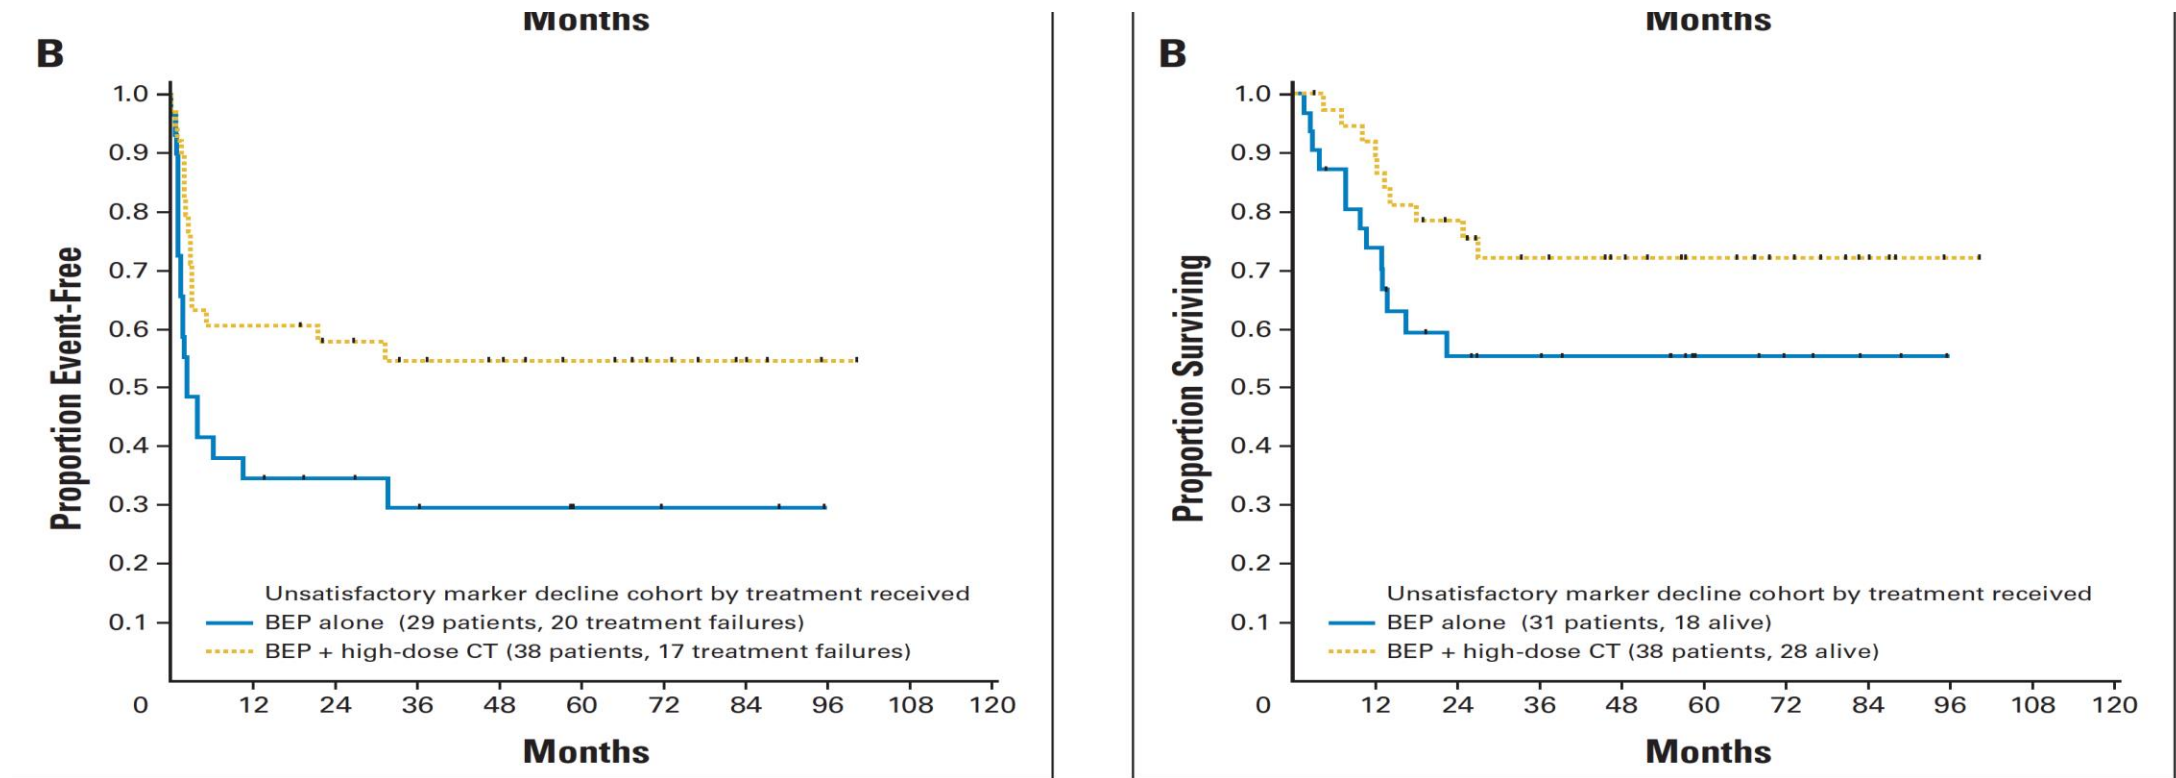 Months
B
Proportion Event-Free
1.0
0.9
0.8
0.7
0.6
0.5
0.4
0.3
0.2
0.1
Unsatisfactory marker decline cohort by treatment received
BEP alone (29 patients, 20 treatment failures)
BEP + high-dose CT (38 patients, 17 treatment failures)
0 12 24 36 48 60 72 84 96 108 120
Months
Months
B
Proportion Surviving
1.0
0.9
0.8
0.7
0.6
0.5
0.4
0.3
0.2
0.1
Unsatisfactory marker decline cohort by treatment received
BEP alone (31 patients, 18 alive)
BEP + high-dose CT (38 patients, 28 alive)
0 12 24 36 48 60 72 84 96 108 120
Months